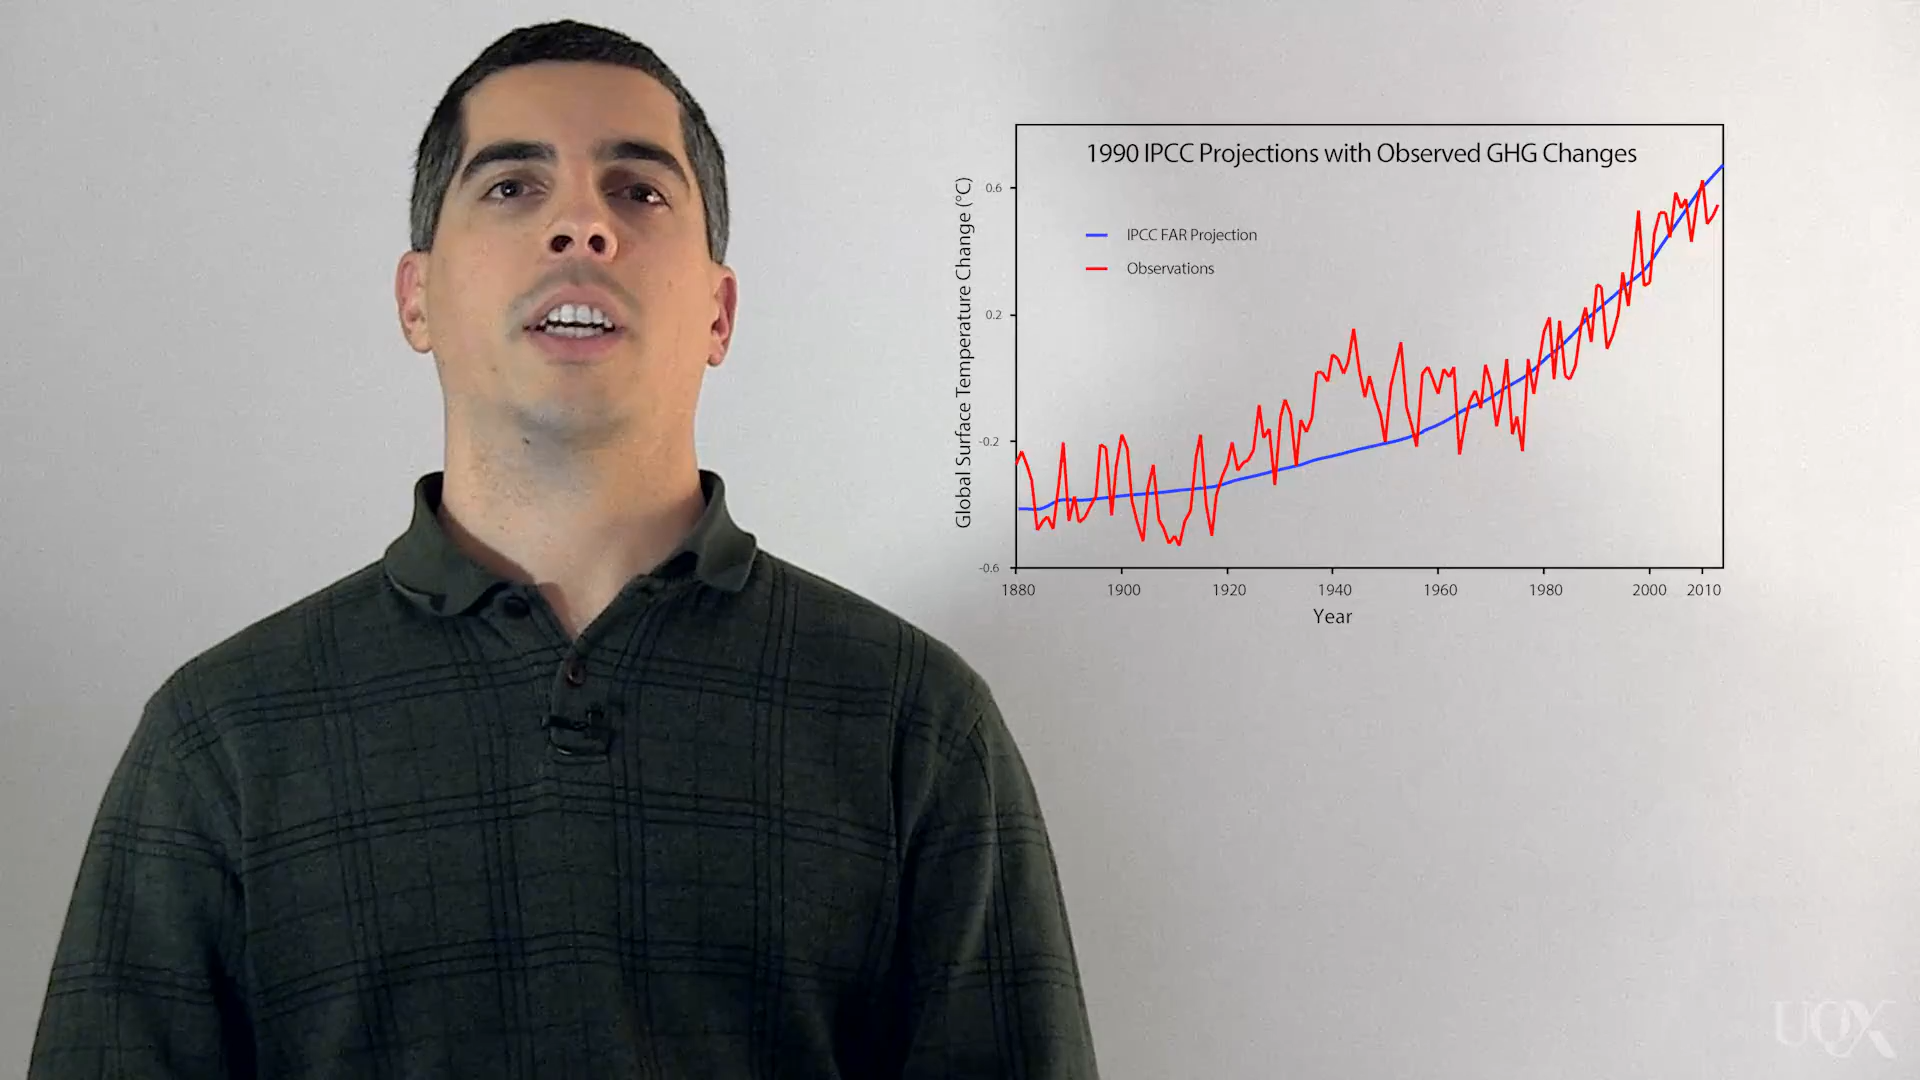 1990 IPCC Projections with Observed GHG Changes
IPCC FAR Projection
Observations
Global Surface Temperature Change (°C)
0.6
0.2
-0.2
-0.6
1880 1900 1920 1940 1960 1980 2000 2010
Year
UQX